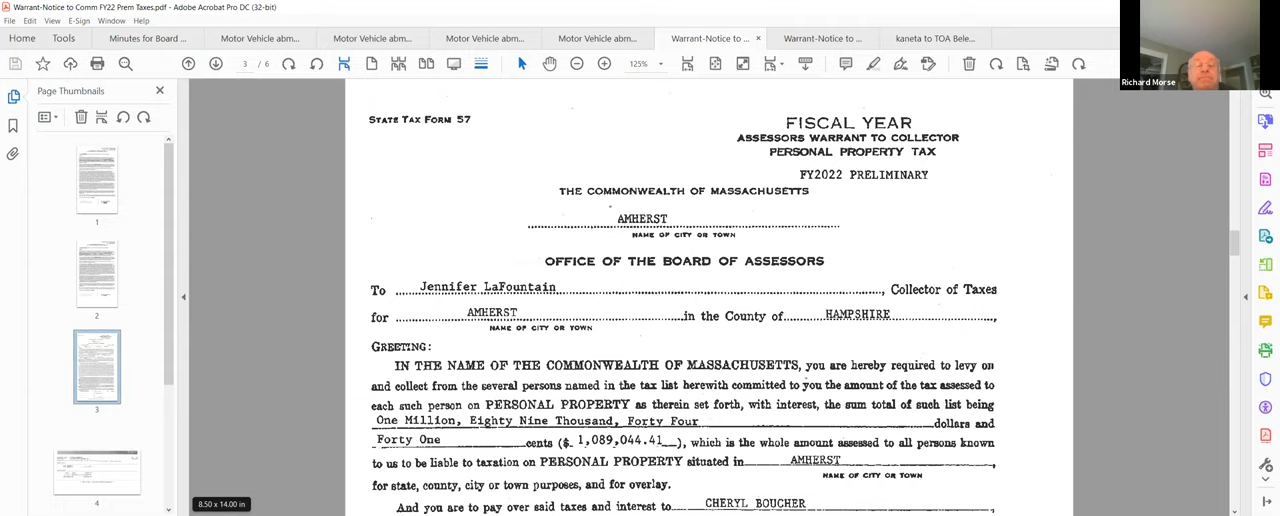 Warrant-Notice to Comm FY22 Prem Taxes.pdf - Adobe Acrobat Pro DC (32-bit)
File Edit View E-Sign Window Help
Home Tools Minutes for Board ... Motor Vehicle abm... Motor Vehicle abm... Motor Vehicle abm... Motor Vehicle abm... Warrant-Notice to ... × Warrant-Notice to ... kaneta to TOA Bele...
3 / 6 125%
Richard Morse
Page Thumbnails
1
2
3
4
8.50 x 14.00 in
STATE TAX FORM 57
FISCAL YEAR
ASSESSORS WARRANT TO COLLECTOR
PERSONAL PROPERTY TAX
FY2022 PRELIMINARY
THE COMMONWEALTH OF MASSACHUSETTS
AMHERST
NAME OF CITY OR TOWN
OFFICE OF THE BOARD OF ASSESSORS
To Jennifer LaFountain, Collector of Taxes
for AMHERST in the County of HAMPSHIRE,
NAME OF CITY OR TOWN
GREETING:
IN THE NAME OF THE COMMONWEALTH OF MASSACHUSETTS, you are hereby required to levy on
and collect from the several persons named in the tax list herewith committed to you the amount of the tax assessed to
each such person on PERSONAL PROPERTY as therein set forth, with interest, the sum total of such list being
One Million, Eighty Nine Thousand, Forty Four dollars and
Forty One cents ($ 1,089,044.41 ), which is the whole amount assessed to all persons known
to us to be liable to taxation on PERSONAL PROPERTY situated in AMHERST,
NAME OF CITY OR TOWN
for state, county, city or town purposes, and for overlay.
And you are to pay over said taxes and interest to CHERYL BOUCHER,